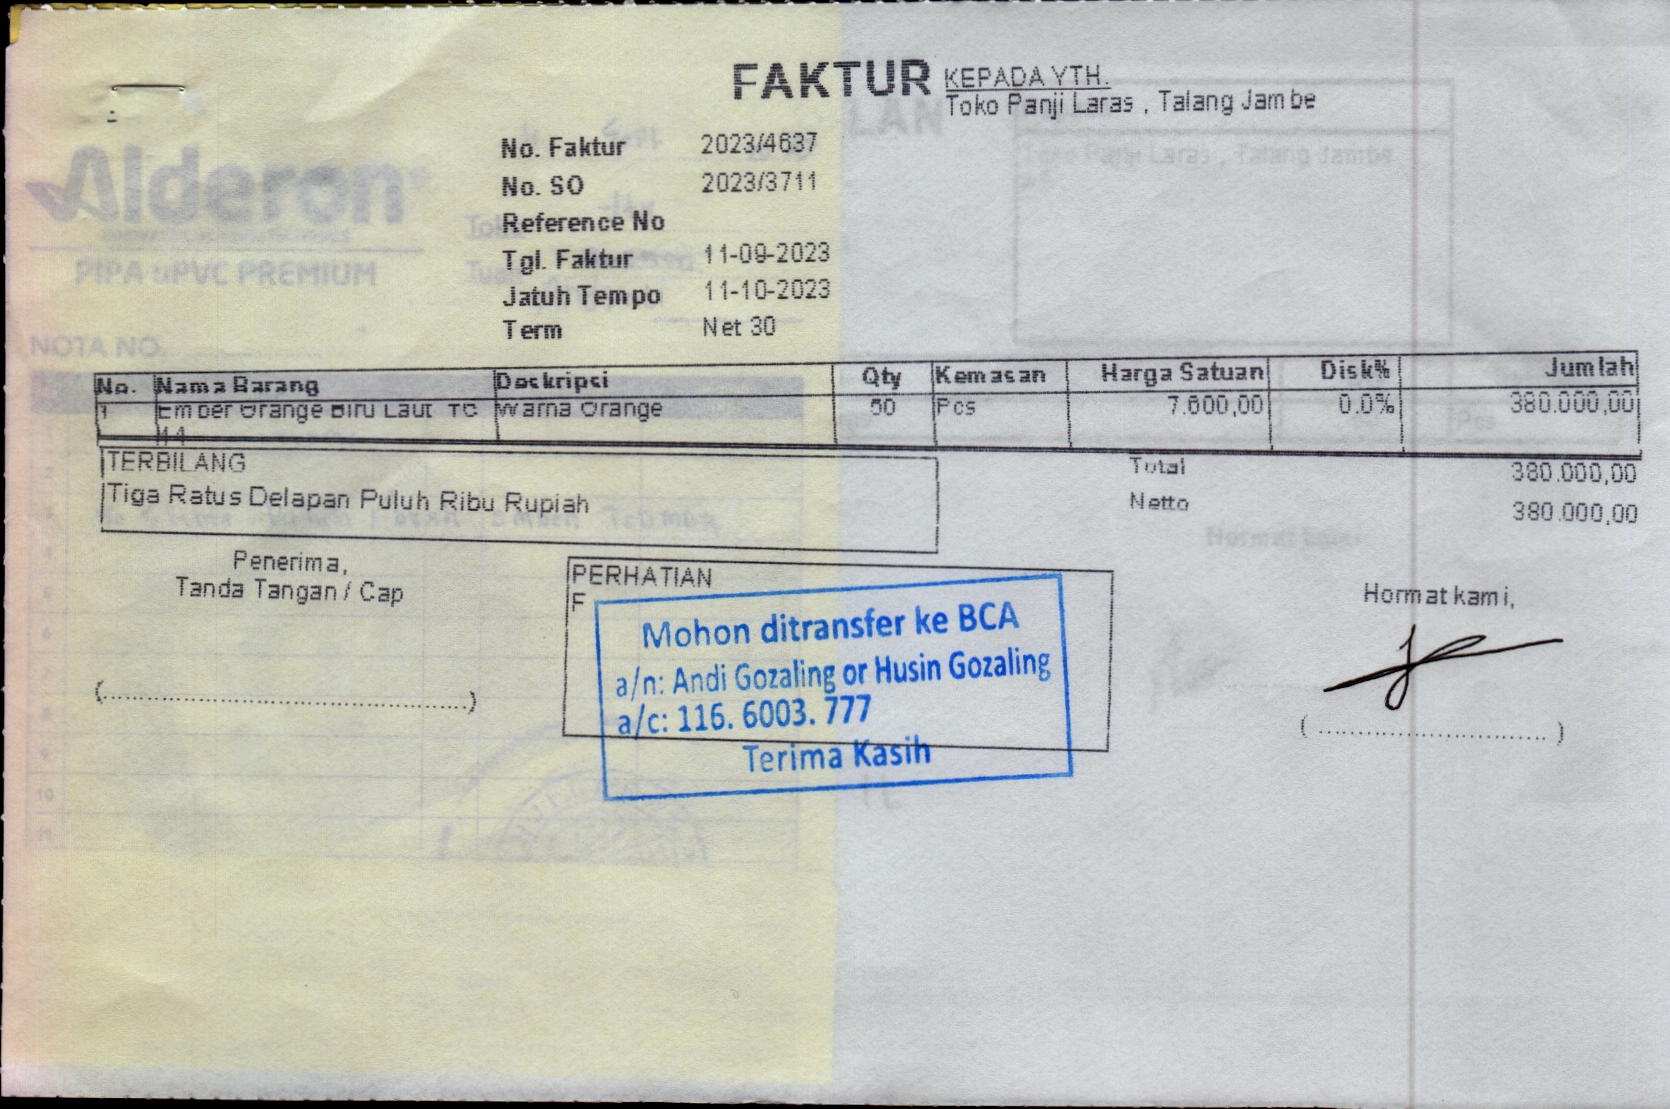 FAKTUR
KEPADA YTH.
Toko Panji Laras , Talang Jambe
No. Faktur 2023/4637
No. SO 2023/3711
Reference No
Tgl. Faktur 11-09-2023
Jatuh Tempo 11-10-2023
Term Net 30
Alderon
PIPA uPVC PREMIUM
NOTA NO.
No. Nama Barang Deskripsi Qty Kemasan Harga Satuan Disk% Jumlah
1 Ember Orange Biru Laut TC Warna Orange 50 Pcs 7.600,00 0.0% 380.000,00
14
TERBILANG
Tiga Ratus Delapan Puluh Ribu Rupiah
Total 380.000,00
Netto 380.000,00
Penerima,
Tanda Tangan / Cap
(.................................................)
PERHATIAN
F
Mohon ditransfer ke BCA
a/n: Andi Gozaling or Husin Gozaling
a/c: 116. 6003. 777
Terima Kasih
Hormat kami,
( ............................... )